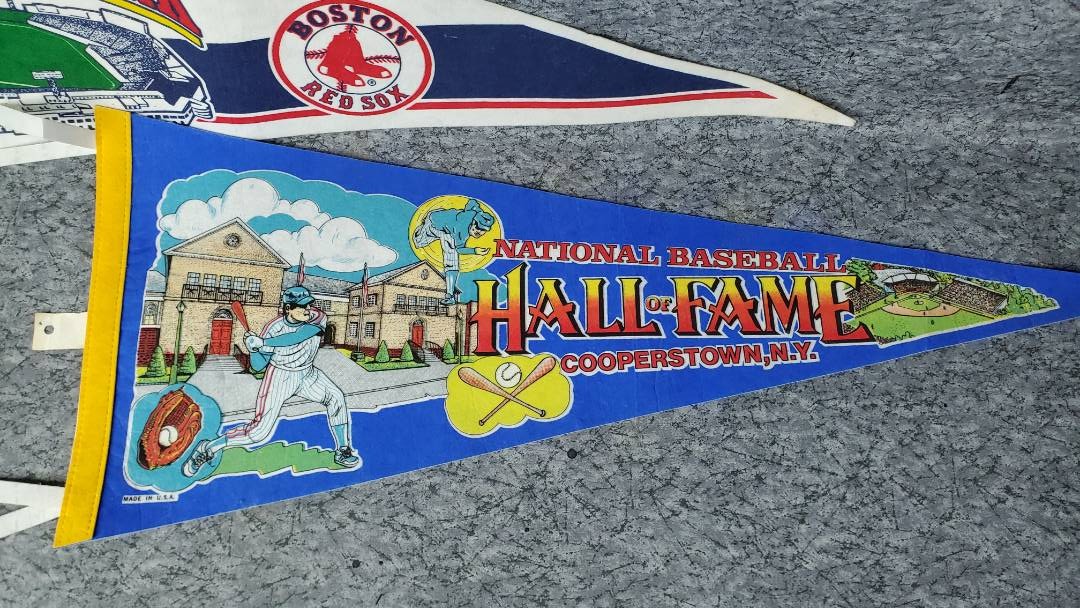 BOSTON
RED SOX
®
NATIONAL BASEBALL
HALL OF FAME
COOPERSTOWN, N.Y.
MADE IN U.S.A.